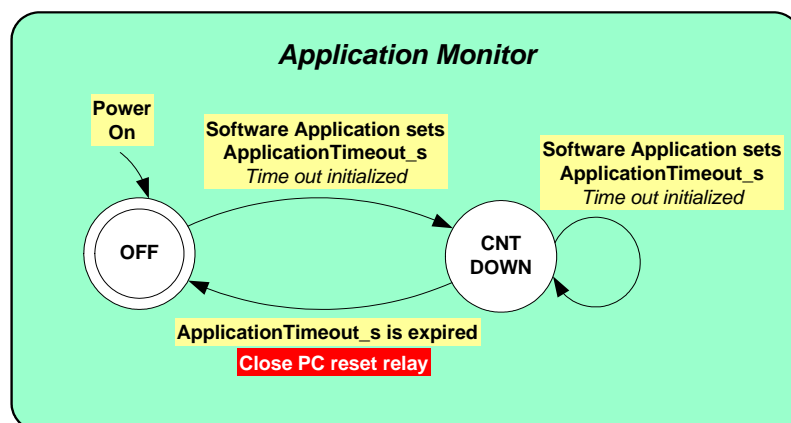 Application Monitor
Power
On
Software Application sets
ApplicationTimeout_s
Time out initialized
Software Application sets
ApplicationTimeout_s
Time out initialized
OFF
CNT
DOWN
ApplicationTimeout_s is expired
Close PC reset relay